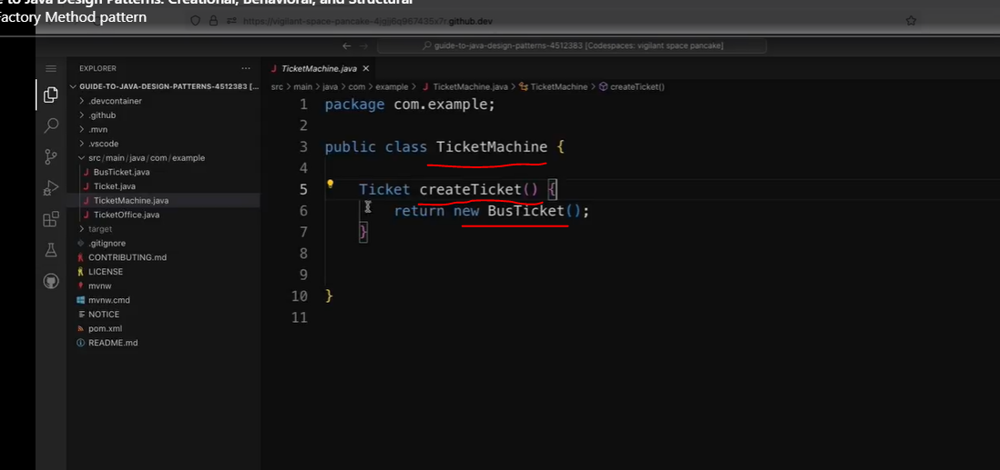 to Java Design Patterns: Creational, Behavioral, and Structural
Factory Method pattern
https://vigilant-space-pancake-4jgjj6q967435x7r.github.dev
guide-to-java-design-patterns-4512383 [Codespaces: vigilant space pancake]
EXPLORER
GUIDE-TO-JAVA-DESIGN-PATTERNS-4512383 [...
.devcontainer
.github
.mvn
.vscode
src/main/java/com/example
BusTicket.java
Ticket.java
TicketMachine.java
TicketOffice.java
target
.gitignore
CONTRIBUTING.md
LICENSE
mvnw
mvnw.cmd
NOTICE
pom.xml
README.md
TicketMachine.java
src > main > java > com > example > TicketMachine.java > TicketMachine > createTicket()
1 package com.example;
2
3 public class TicketMachine {
4
5 Ticket createTicket() {
6 return new BusTicket();
7 }
8
9
10 }
11